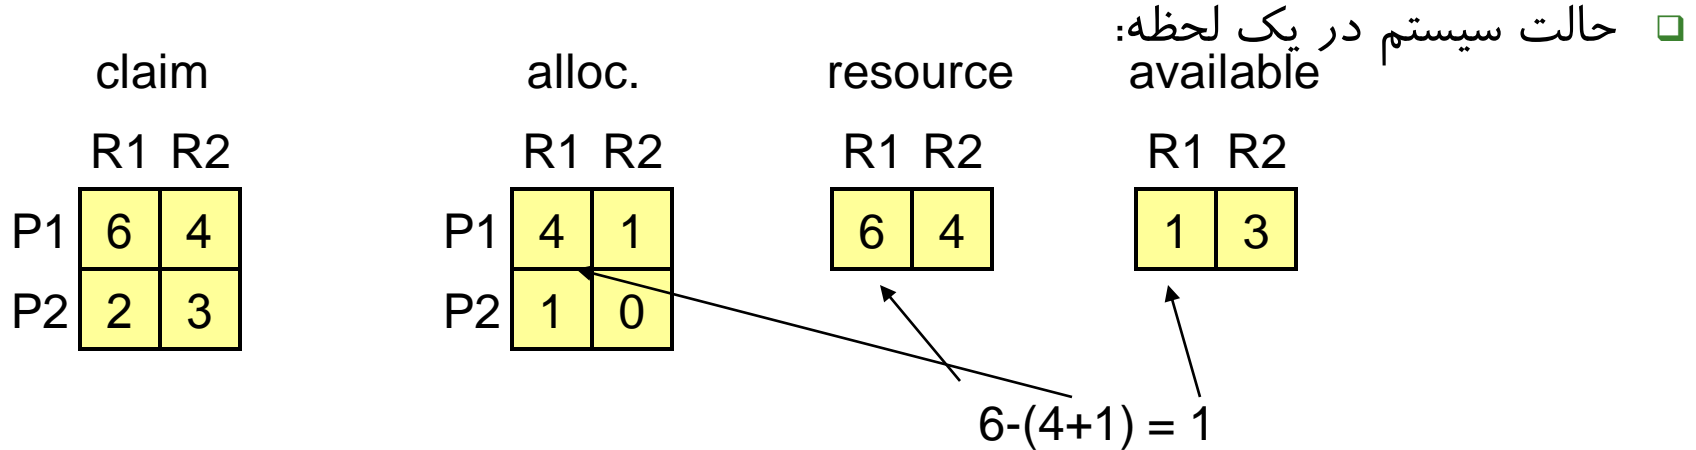 حالت سیستم در یک لحظه:
claim alloc. resource available
R1 R2 R1 R2 R1 R2 R1 R2
P1 6 4 P1 4 1 6 4 1 3
P2 2 3 P2 1 0
6-(4+1) = 1